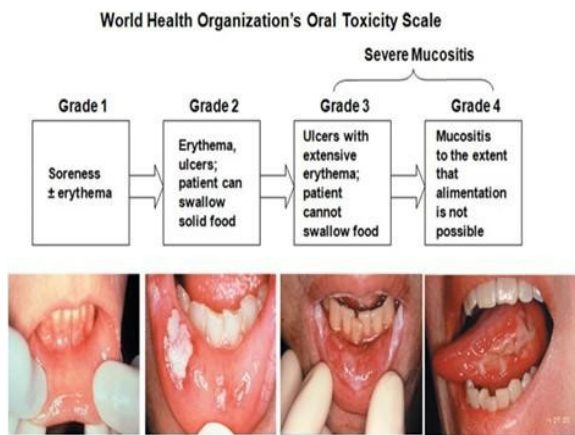 World Health Organization's Oral Toxicity Scale
Severe Mucositis
Grade 1
Grade 2
Grade 3
Grade 4
Soreness
± erythema
Erythema,
ulcers;
patient can
swallow
solid food
Ulcers with
extensive
erythema;
patient
cannot
swallow food
Mucositis
to the extent
that
alimentation
is not
possible